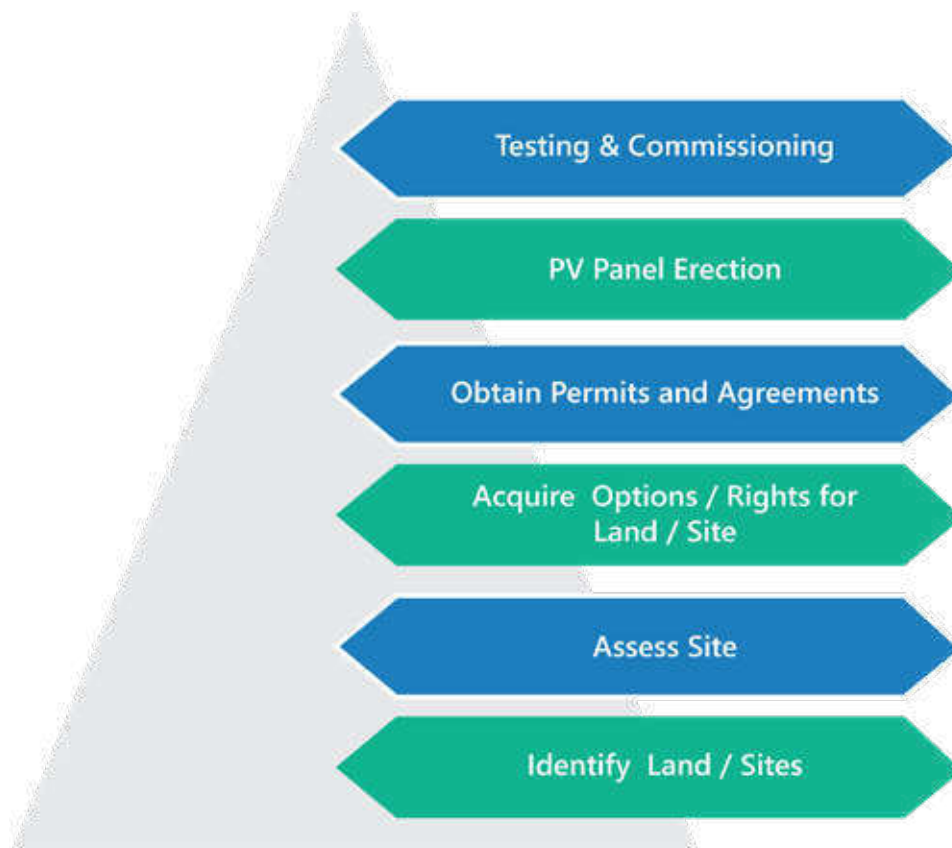 Testing & Commissioning
PV Panel Erection
Obtain Permits and Agreements
Acquire Options / Rights for
Land / Site
Assess Site
Identify Land / Sites